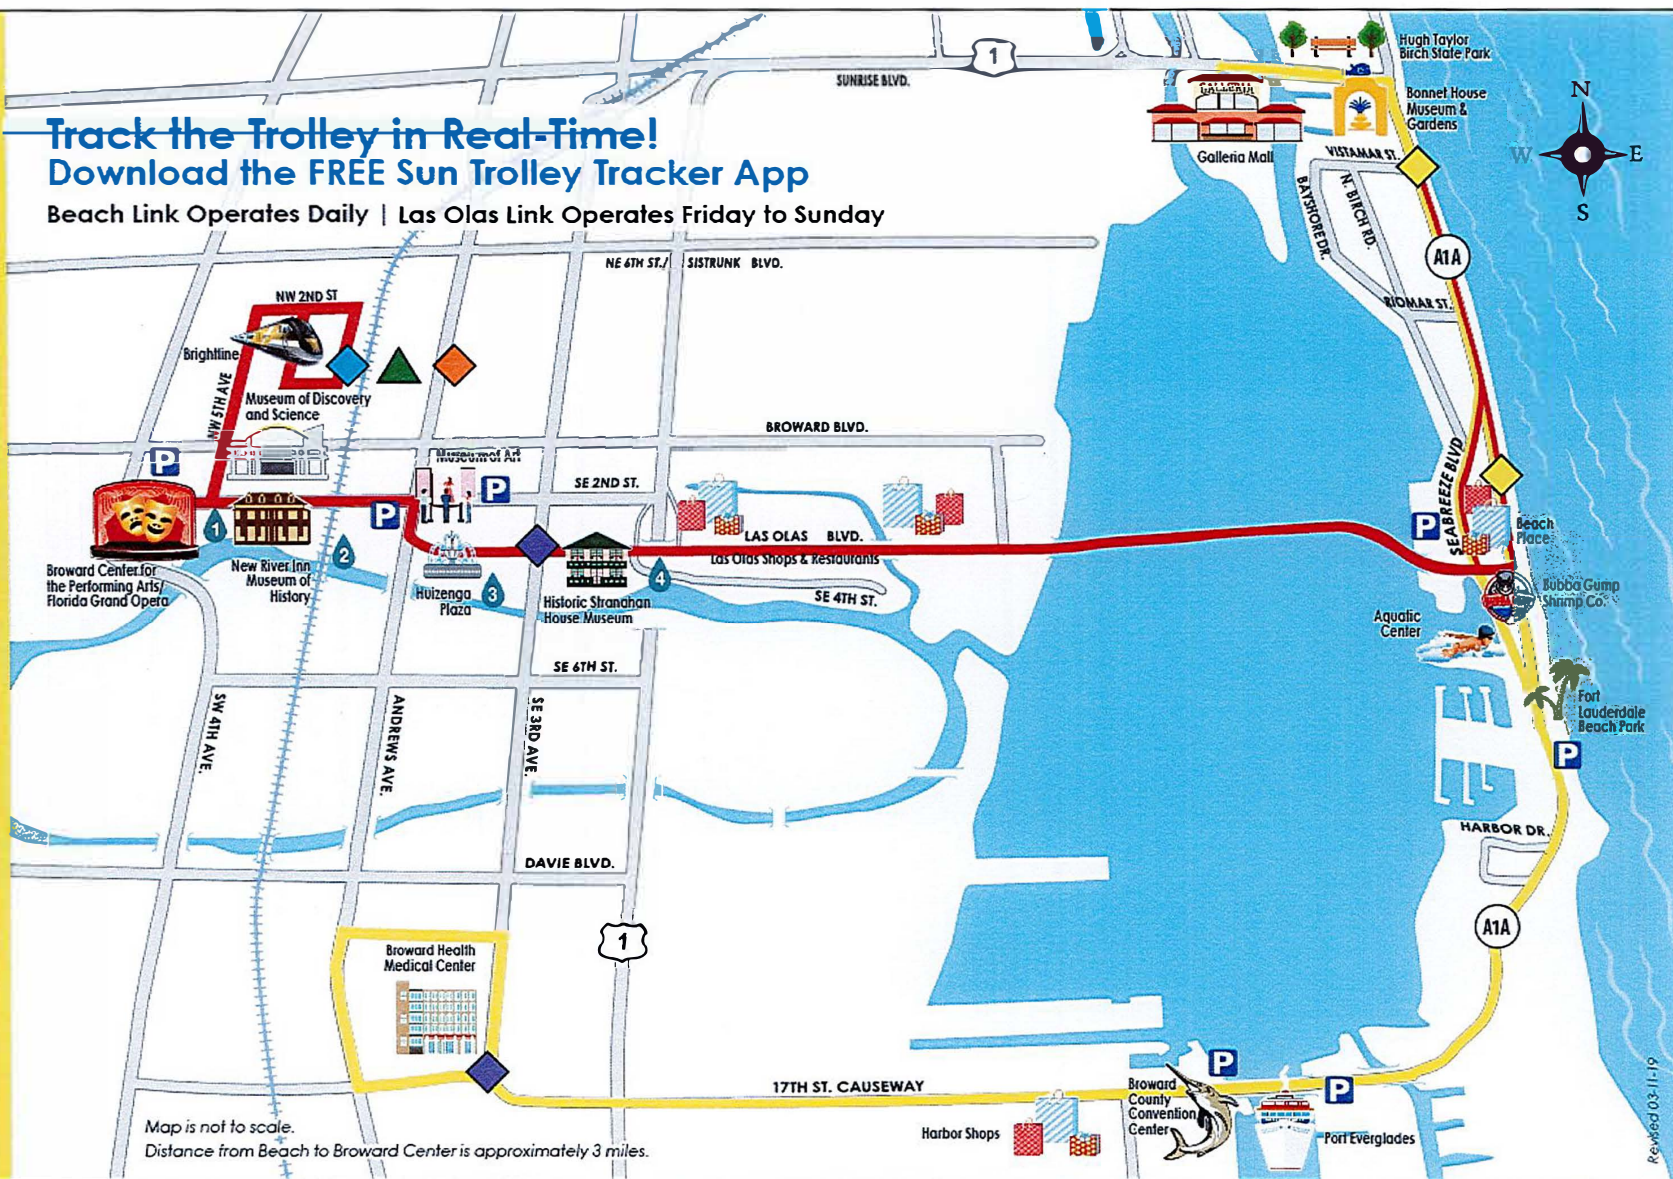 Track the Trolley in Real-Time!
Download the FREE Sun Trolley Tracker App
Beach Link Operates Daily | Las Olas Link Operates Friday to Sunday
1
SUNRISE BLVD.
GALLERIA
Galleria Mall
Hugh Taylor
Birch State Park
Bonnet House
Museum &
Gardens
N
W
E
S
VISTAMAR ST.
BAYSHORE DR.
N. BIRCH RD.
A1A
RIOMAR ST.
NE 6TH ST./ SISTRUNK BLVD.
NW 2ND ST
Brightline
NW 5TH AVE
Museum of Discovery
and Science
BROWARD BLVD.
P
Museum of Art
P
P
SE 2ND ST.
SEABREEZE BLVD
P
Beach
Place
LAS OLAS BLVD.
Las Olas Shops & Restaurants
1
2
3
4
Broward Center for
the Performing Arts/
Florida Grand Opera
New River Inn
Museum of
History
Huizenga
Plaza
Historic Stranahan
House Museum
SE 4TH ST.
Bubba Gump
Shrimp Co.
Aquatic
Center
SE 6TH ST.
SW 4TH AVE.
ANDREWS AVE.
SE 3RD AVE.
Fort
Lauderdale
Beach Park
P
HARBOR DR.
DAVIE BLVD.
A1A
1
Broward Health
Medical Center
17TH ST. CAUSEWAY
P
P
Broward
County
Convention
Center
Harbor Shops
Port Everglades
Map is not to scale.
Distance from Beach to Broward Center is approximately 3 miles.
Revised 03-11-19